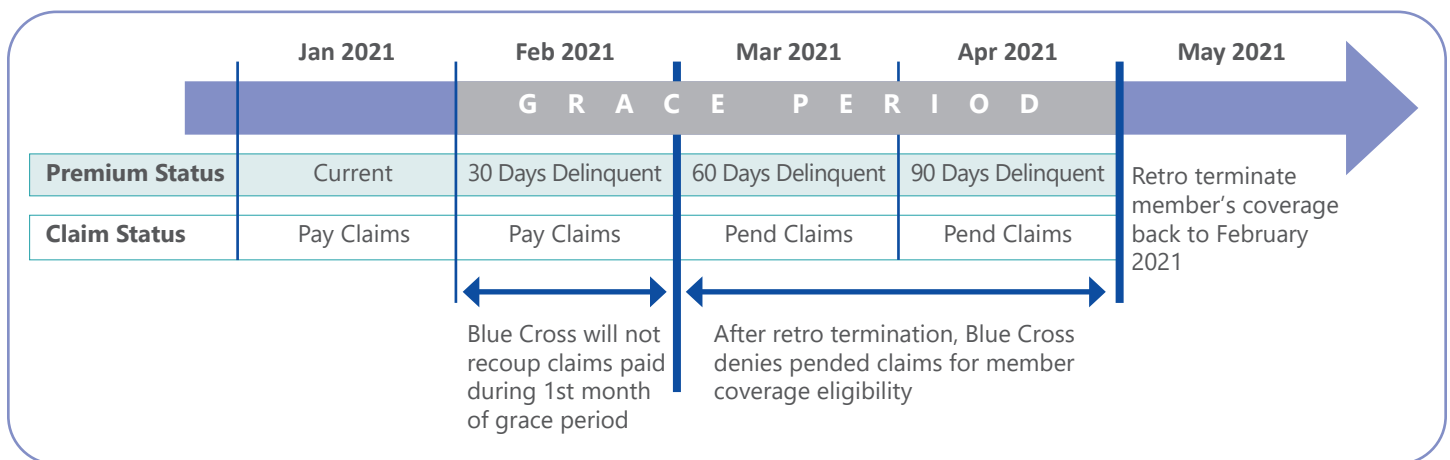 Jan 2021 Feb 2021 Mar 2021 Apr 2021 May 2021
GRACE PERIOD
Premium Status Current 30 Days Delinquent 60 Days Delinquent 90 Days Delinquent
Claim Status Pay Claims Pay Claims Pend Claims Pend Claims
Retro terminate
member’s coverage
back to February
2021
Blue Cross will not
recoup claims paid
during 1st month
of grace period
After retro termination, Blue Cross
denies pended claims for member
coverage eligibility